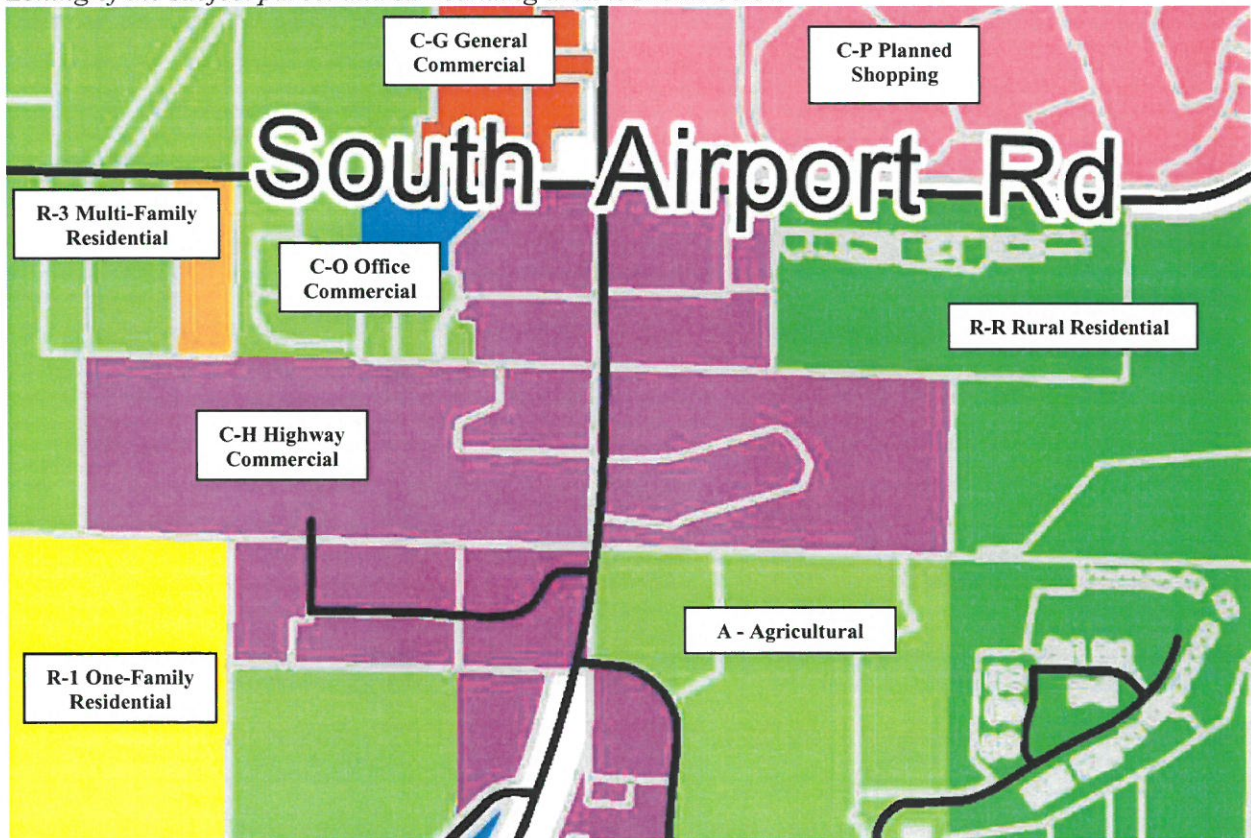 C-G General
Commercial
C-P Planned
Shopping
South Airport Rd
R-3 Multi-Family
Residential
C-O Office
Commercial
R-R Rural Residential
C-H Highway
Commercial
A - Agricultural
R-1 One-Family
Residential